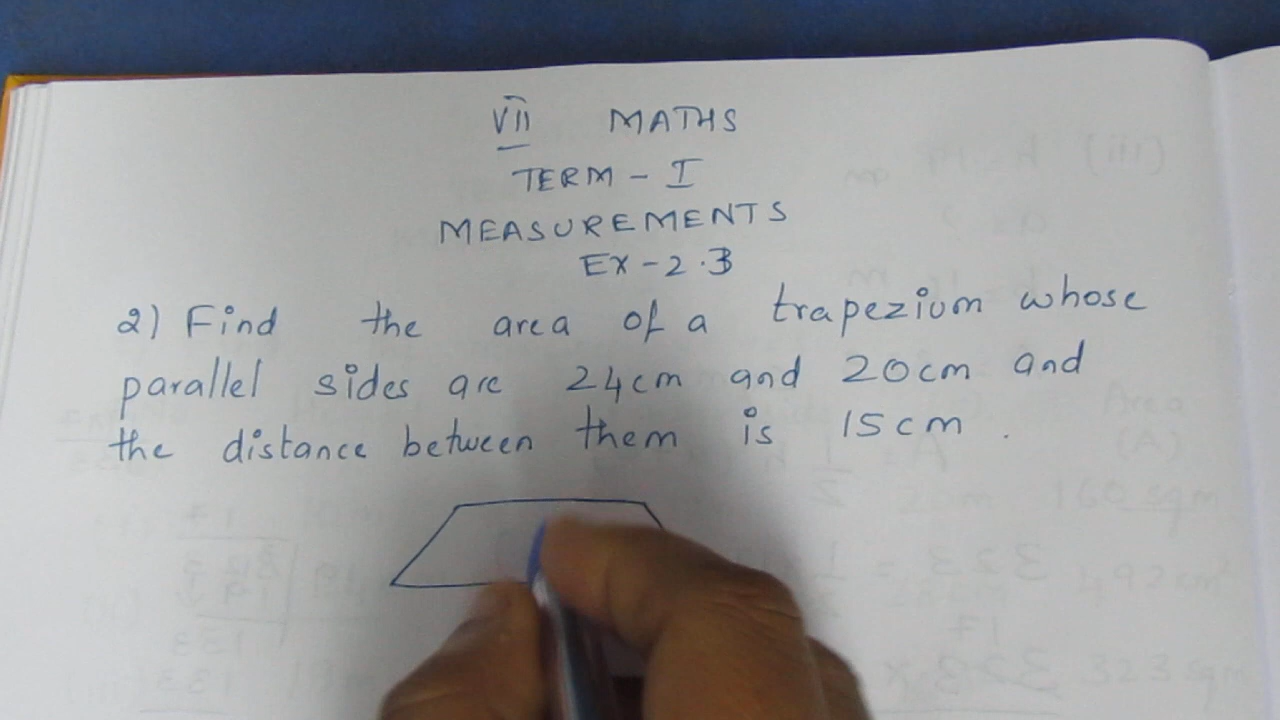 VII MATHS
TERM - I
MEASUREMENTS
EX - 2.3
2) Find the area of a trapezium whose
parallel sides are 24cm and 20cm and
the distance between them is 15cm.